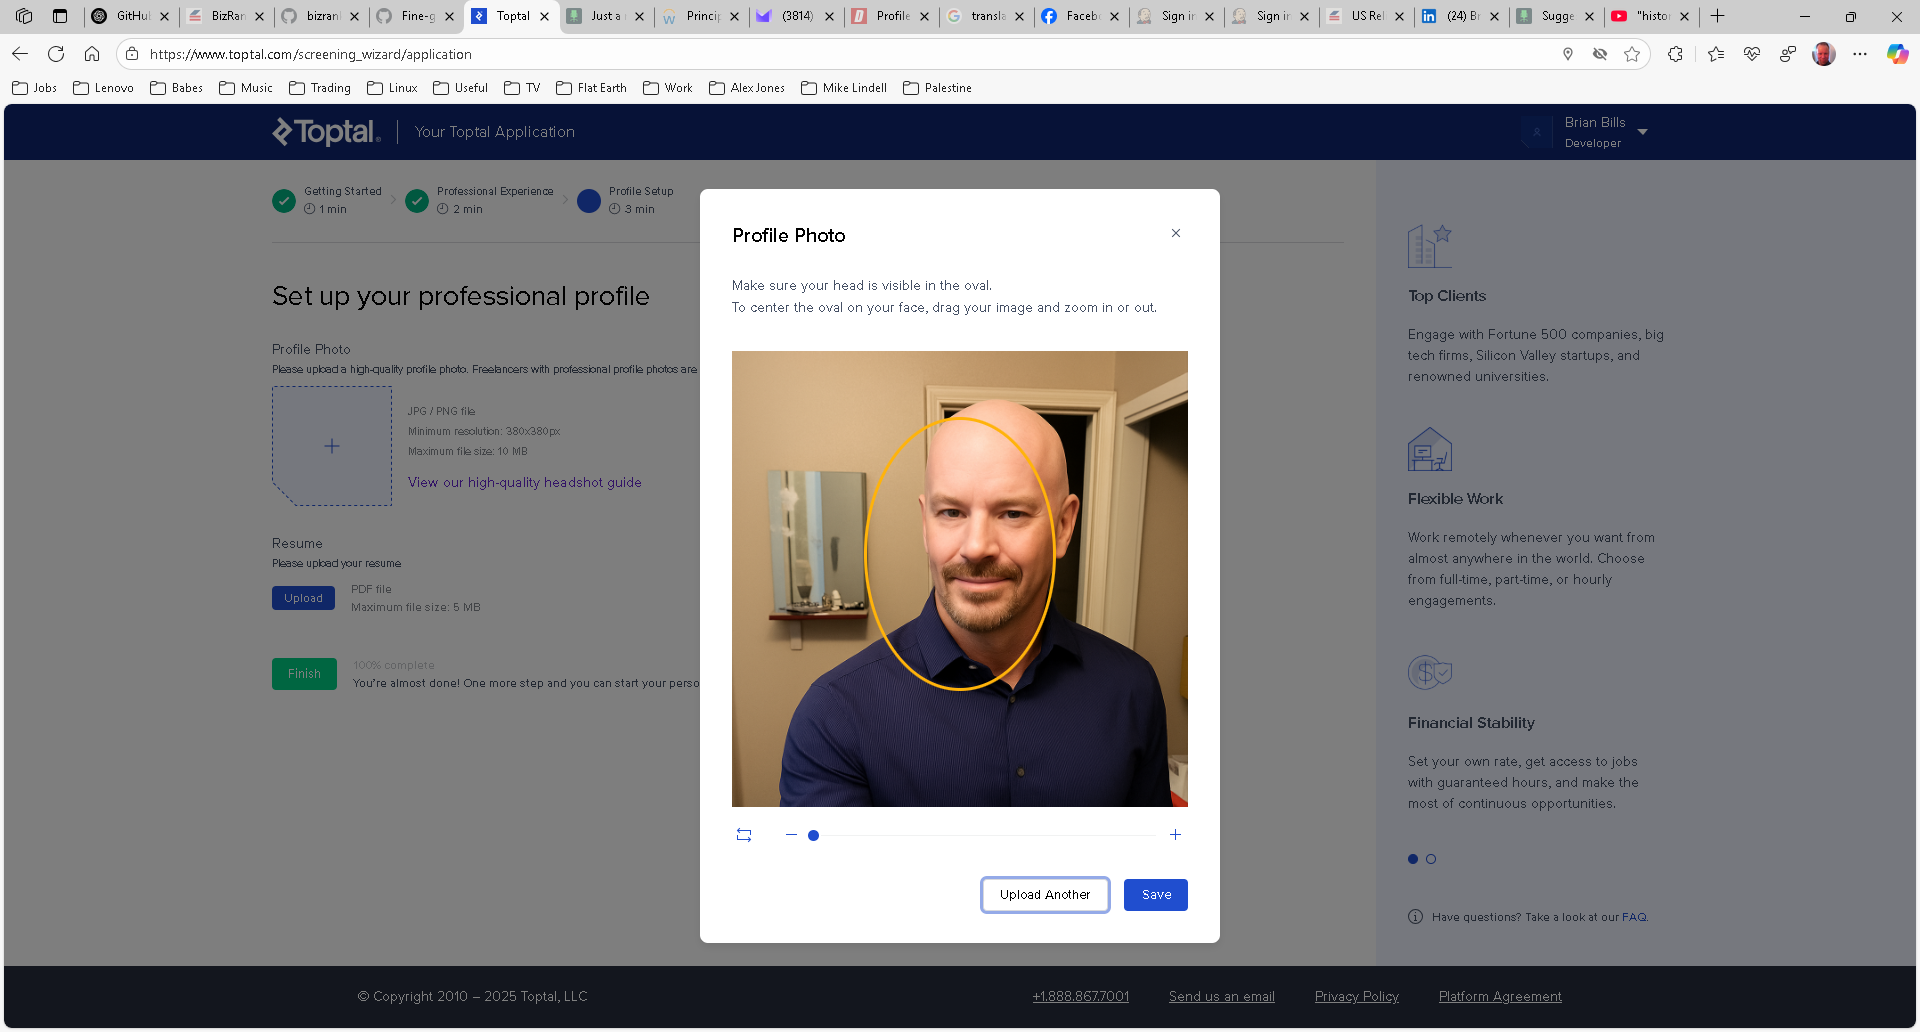 GitHub
BizRan
bizran
Fine-g
Toptal
Just a
Princip
(3814)
Profile
transla
Facebo
Sign in
Sign in
US Rel
(24) Br
Sugge
"histor
https://www.toptal.com/screening_wizard/application
Jobs Lenovo Babes Music Trading Linux Useful TV Flat Earth Work Alex Jones Mike Lindell Palestine
Toptal Your Toptal Application
Brian Bills
Developer
Getting Started
1 min
Professional Experience
2 min
Profile Setup
3 min
Set up your professional profile
Profile Photo
Please upload a high-quality profile photo. Freelancers with professional profile photos are
JPG / PNG file
Minimum resolution: 380x380px
Maximum file size: 10 MB
View our high-quality headshot guide
Resume
Please upload your resume
Upload
PDF file
Maximum file size: 5 MB
Finish
100% complete
You're almost done! One more step and you can start your perso
Profile Photo
Make sure your head is visible in the oval.
To center the oval on your face, drag your image and zoom in or out.
Upload Another
Save
Top Clients
Engage with Fortune 500 companies, big
tech firms, Silicon Valley startups, and
renowned universities.
Flexible Work
Work remotely whenever you want from
almost anywhere in the world. Choose
from full-time, part-time, or hourly
engagements.
Financial Stability
Set your own rate, get access to jobs
with guaranteed hours, and make the
most of continuous opportunities.
Have questions? Take a look at our FAQ.
© Copyright 2010 – 2025 Toptal, LLC
+1.888.867.7001
Send us an email
Privacy Policy
Platform Agreement